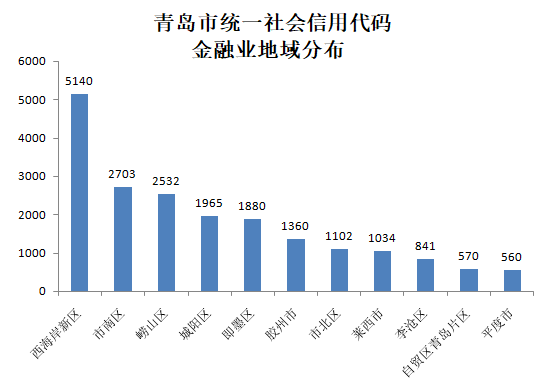 青岛市统一社会信用代码
金融业地域分布
6000
5000
4000
3000
2000
1000
0
5140
2703
2532
1965
1880
1360
1102
1034
841
570
560
西海岸新区
市南区
崂山区
城阳区
即墨区
胶州市
市北区
莱西市
李沧区
自贸区青岛片区
平度市